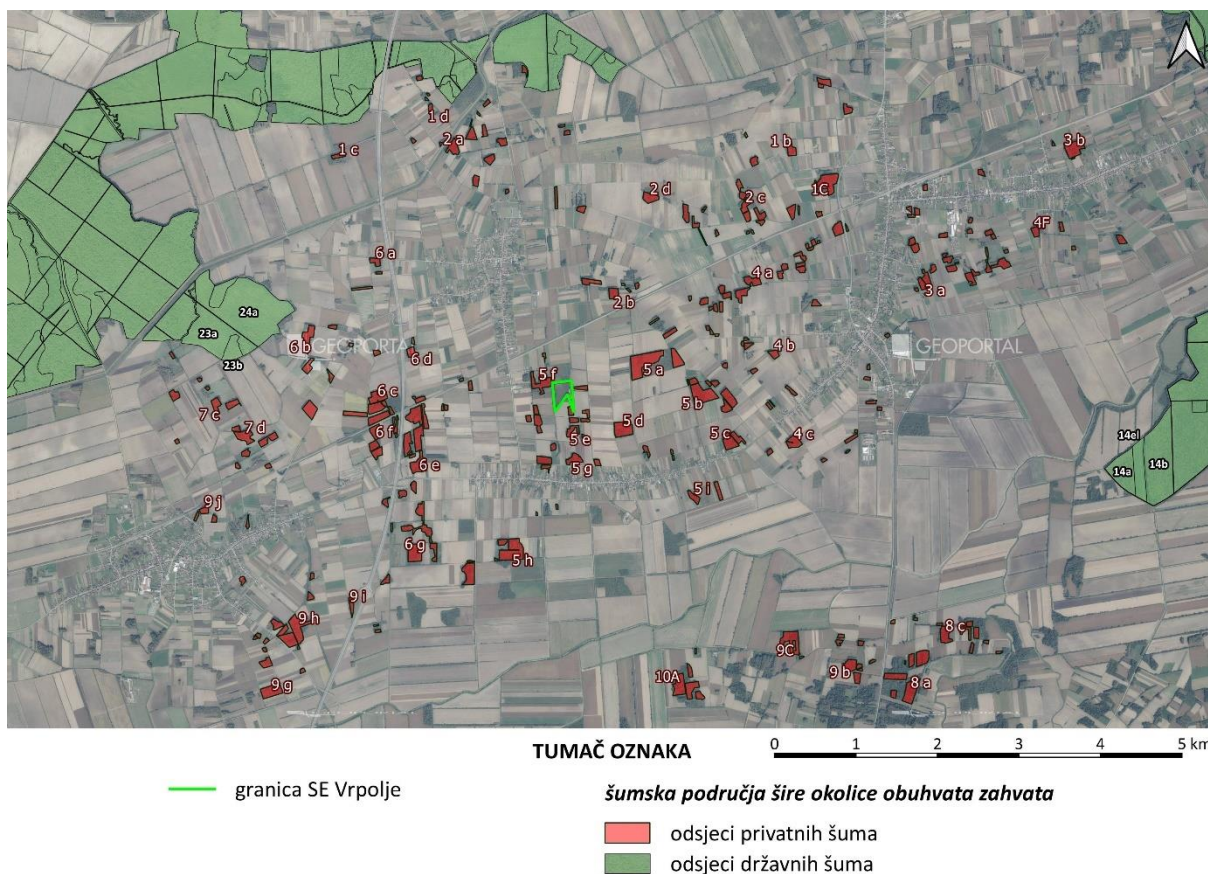 1 d
2 a
1 c
1 b
3 b
2 d
2 c
1C
4F
6 a
4 a
3 a
2 b
24a
23a
6 b
GEOPORTA
6 d
23b
4 b
GEOPORTAL
5 f
5 a
6 c
5 b
7 c
7 d
6 f
5 d
5 e
5 c
4 c
14el
14a
14b
6 e
5 g
5 i
9 j
6 g
5 h
9 i
9 h
8 c
9C
9 b
10A
8 a
9 g
TUMAČ OZNAKA
0 1 2 3 4 5 km
granica SE Vrpolje
šumska područja šire okolice obuhvata zahvata
odsjeci privatnih šuma
odsjeci državnih šuma